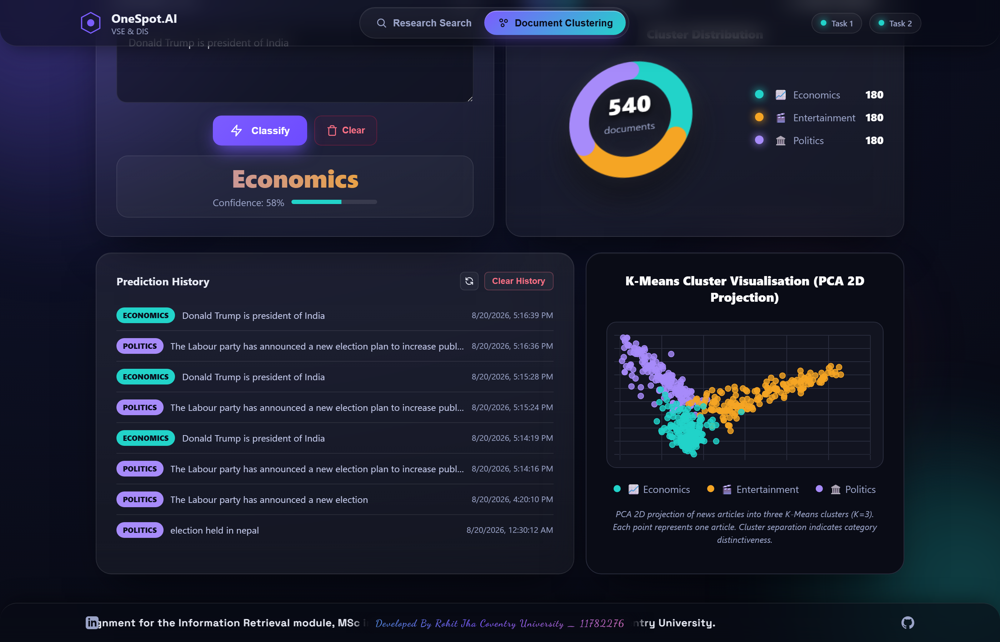 OneSpot.AI
VSE & DIS
Research Search
Document Clustering
Task 1
Task 2
Donald Trump is president of India
Classify
Clear
Economics
Confidence: 58%
Cluster Distribution
540
documents
Economics 180
Entertainment 180
Politics 180
Prediction History
Clear History
ECONOMICS Donald Trump is president of India 8/20/2026, 5:16:39 PM
POLITICS The Labour party has announced a new election plan to increase publ... 8/20/2026, 5:16:36 PM
ECONOMICS Donald Trump is president of India 8/20/2026, 5:15:28 PM
POLITICS The Labour party has announced a new election plan to increase publ... 8/20/2026, 5:15:24 PM
ECONOMICS Donald Trump is president of India 8/20/2026, 5:14:19 PM
POLITICS The Labour party has announced a new election plan to increase publ... 8/20/2026, 5:14:16 PM
POLITICS The Labour party has announced a new election 8/20/2026, 4:20:10 PM
POLITICS election held in nepal 8/20/2026, 12:30:12 AM
K-Means Cluster Visualisation (PCA 2D
Projection)
Economics Entertainment Politics
PCA 2D projection of news articles into three K-Means clusters (K=3).
Each point represents one article. Cluster separation indicates category
distinctiveness.
in
gnment for the Information Retrieval module, MSc i
Developed By Rohit Jha Coventry University — 11782276
ntry University.